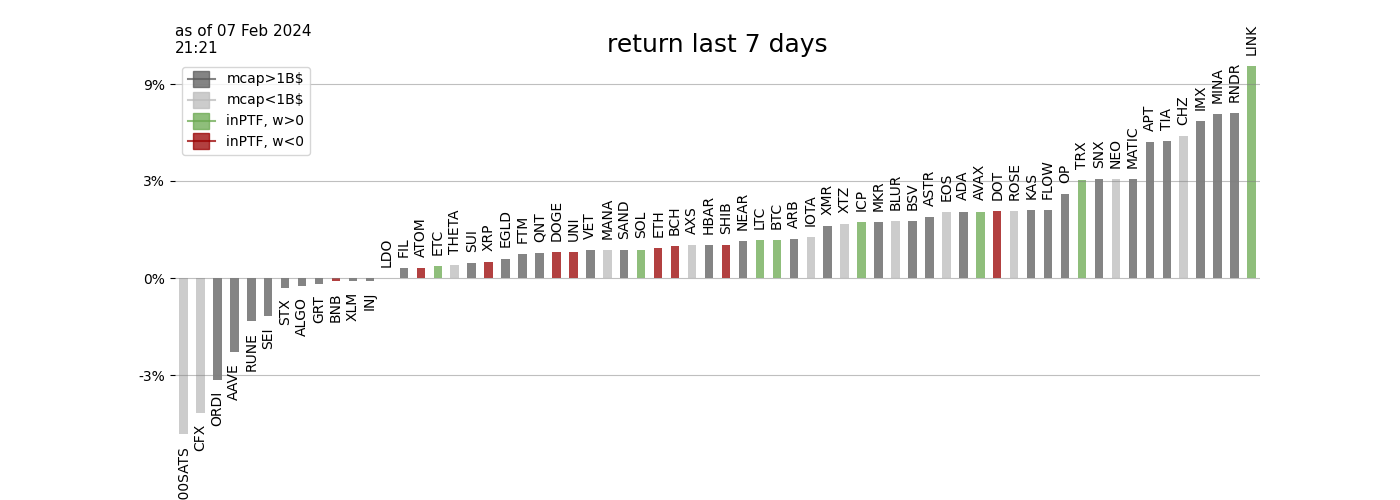 as of 07 Feb 2024
21:21
return last 7 days
mcap>1B$
mcap<1B$
inPTF, w>0
inPTF, w<0
9%
3%
0%
-3%
00SATS
CFX
ORDI
AAVE
RUNE
SEI
STX
ALGO
GRT
BNB
XLM
INJ
LDO
FIL
ATOM
ETC
THETA
SUI
XRP
EGLD
FTM
QNT
DOGE
UNI
VET
MANA
SAND
SOL
ETH
BCH
AXS
HBAR
SHIB
NEAR
LTC
BTC
ARB
IOTA
XMR
XTZ
ICP
MKR
BLUR
BSV
ASTR
EOS
ADA
AVAX
DOT
ROSE
KAS
FLOW
OP
TRX
SNX
NEO
MATIC
APT
TIA
CHZ
IMX
MINA
RNDR
LINK